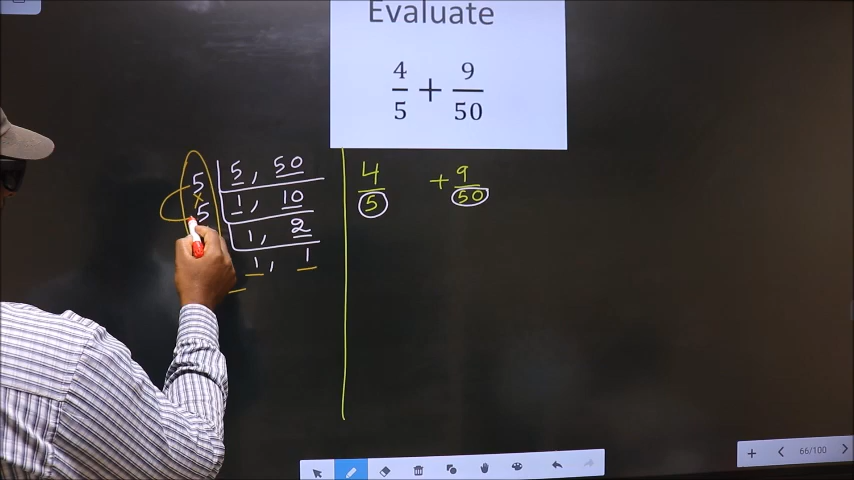 Evaluate
4/5 + 9/50
5 | 5, 50
5 | 1, 10
1, 2
1, 1
4/5 + 9/50
66/100